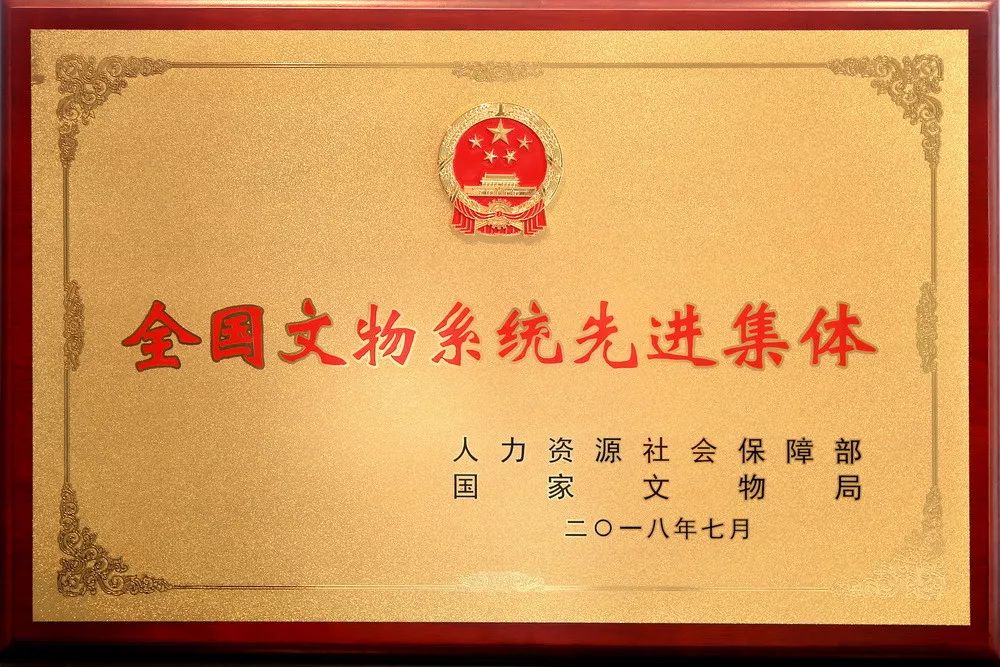 全国文物系统先进集体
人力资源社会保障部
国家文物局
二〇一八年七月